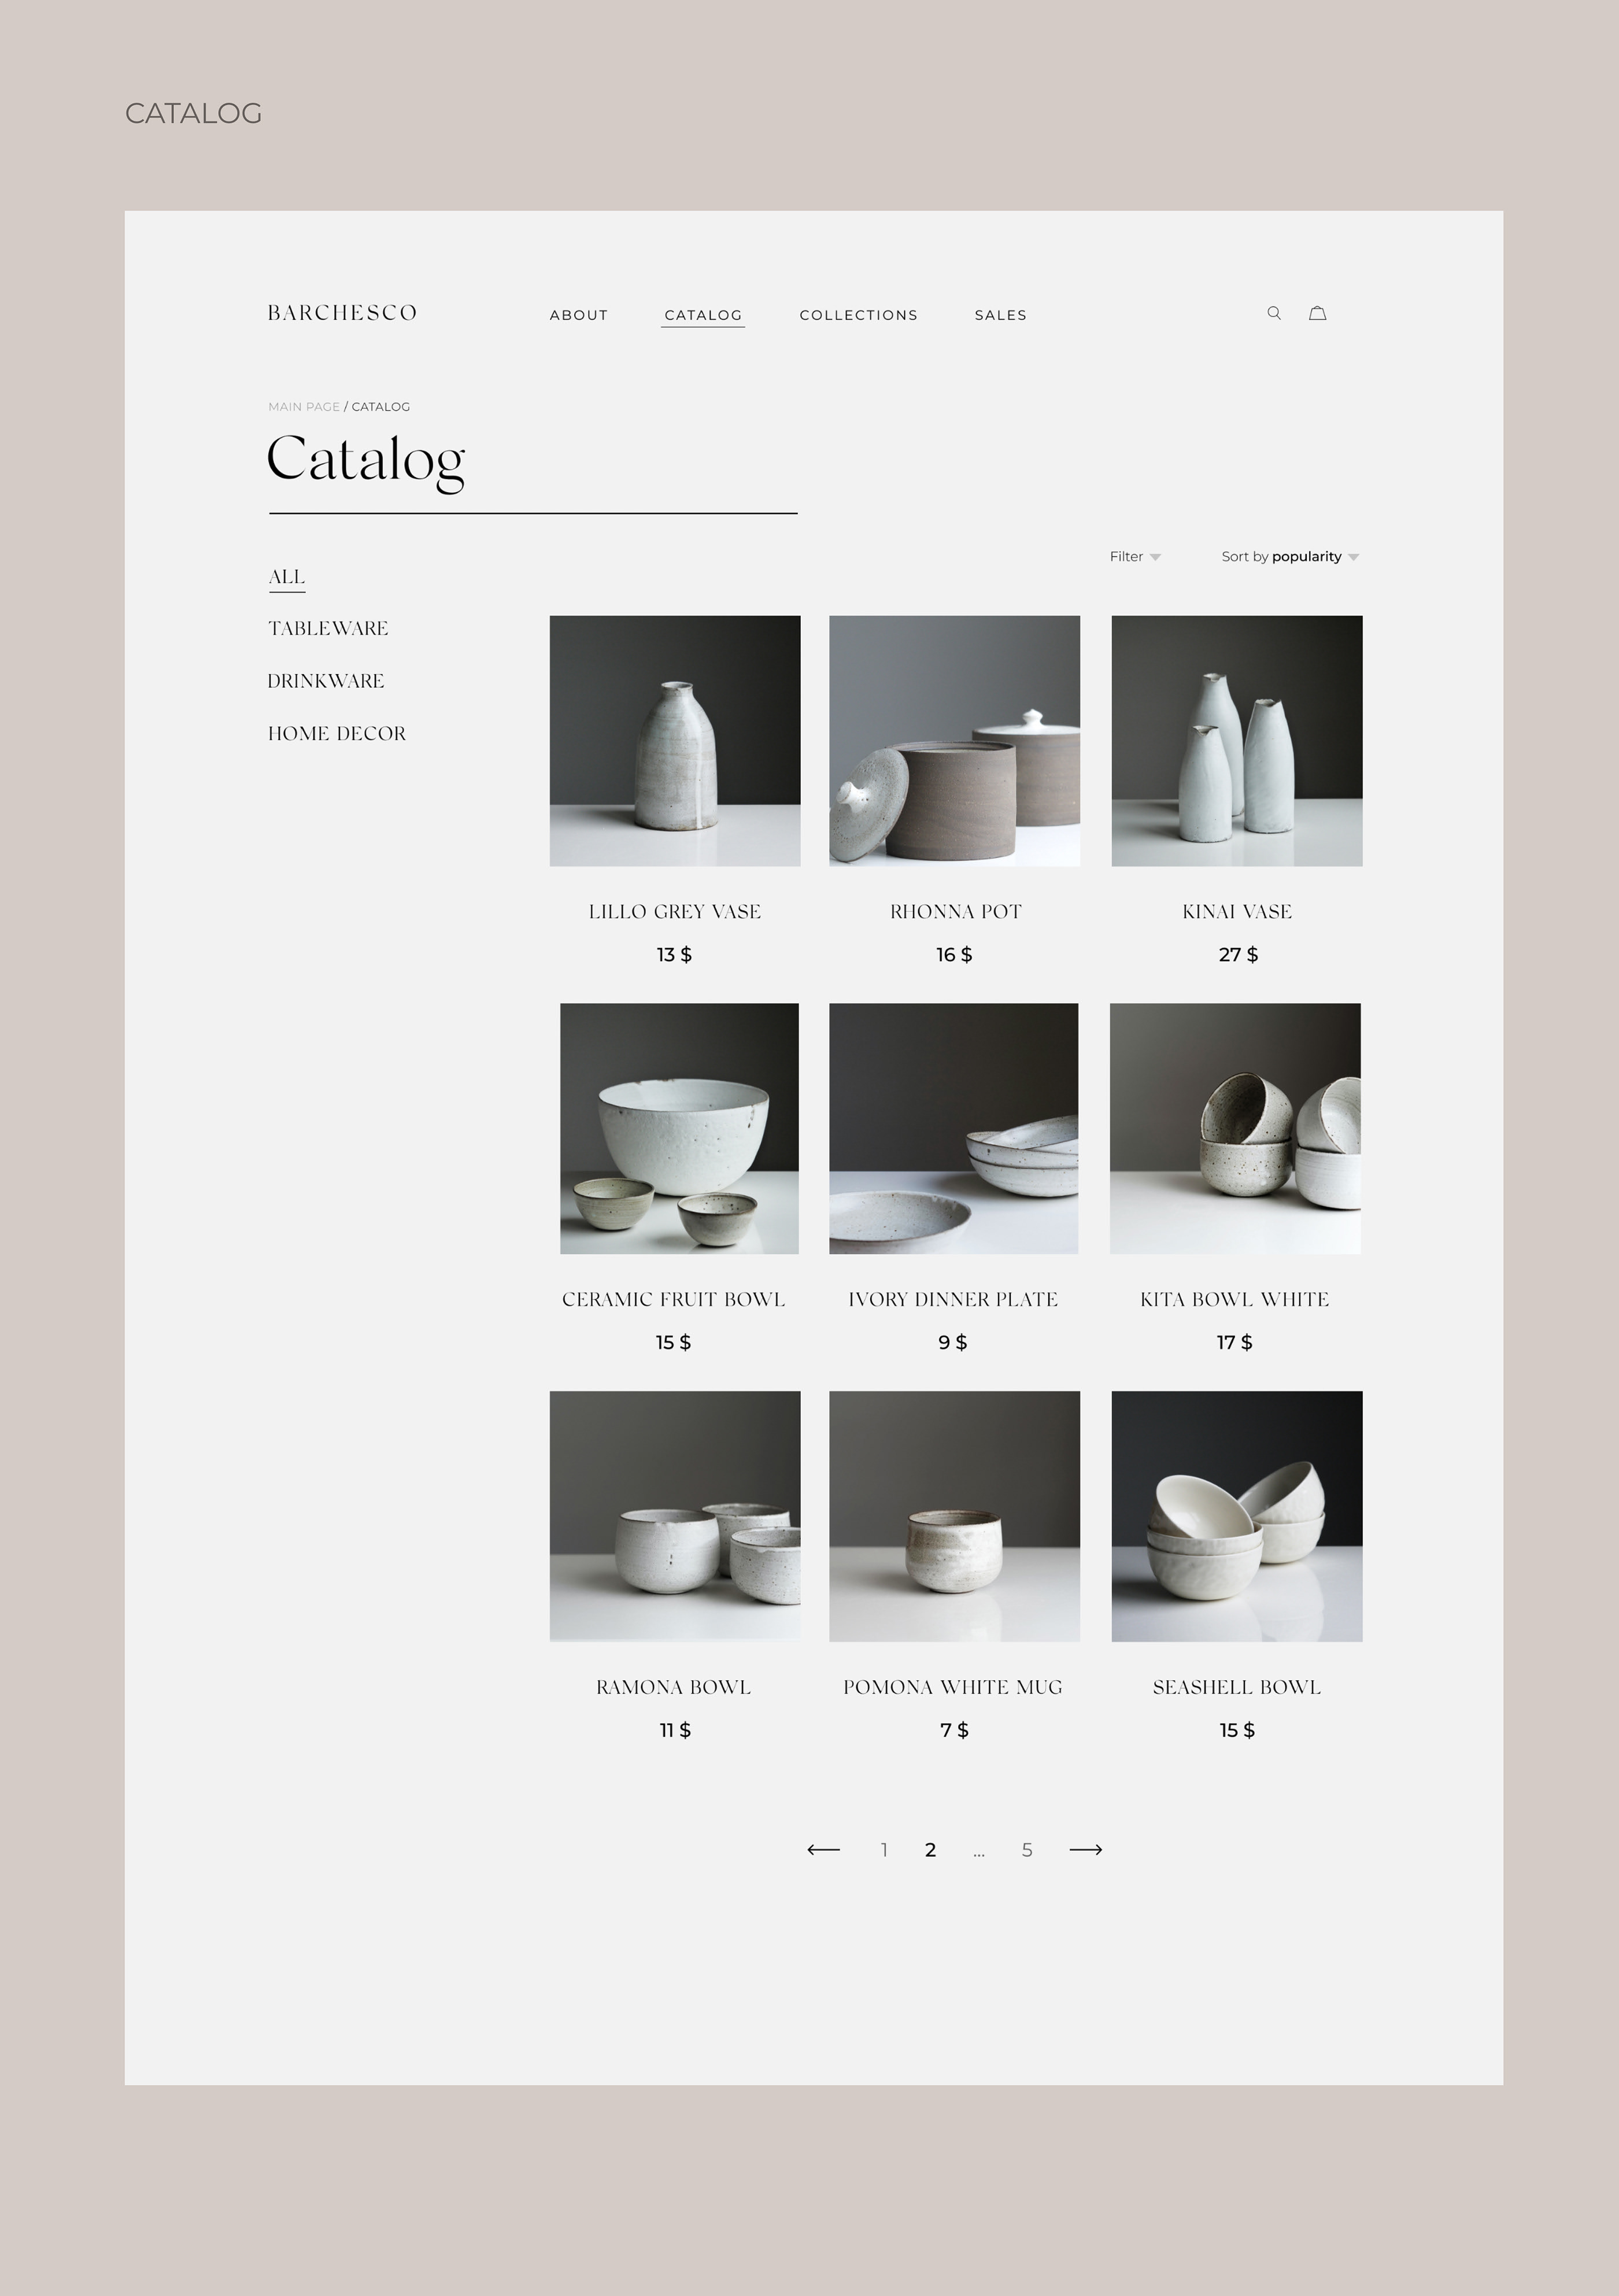 CATALOG
BARCHESCO ABOUT CATALOG COLLECTIONS SALES
MAIN PAGE / CATALOG
Catalog
Filter Sort by popularity
ALL
TABLEWARE
DRINKWARE
HOME DECOR
LILLO GREY VASE RHONNA POT KINAI VASE
13 $ 16 $ 27 $
CERAMIC FRUIT BOWL IVORY DINNER PLATE KITA BOWL WHITE
15 $ 9 $ 17 $
RAMONA BOWL POMONA WHITE MUG SEASHELL BOWL
11 $ 7 $ 15 $
1 2 ... 5